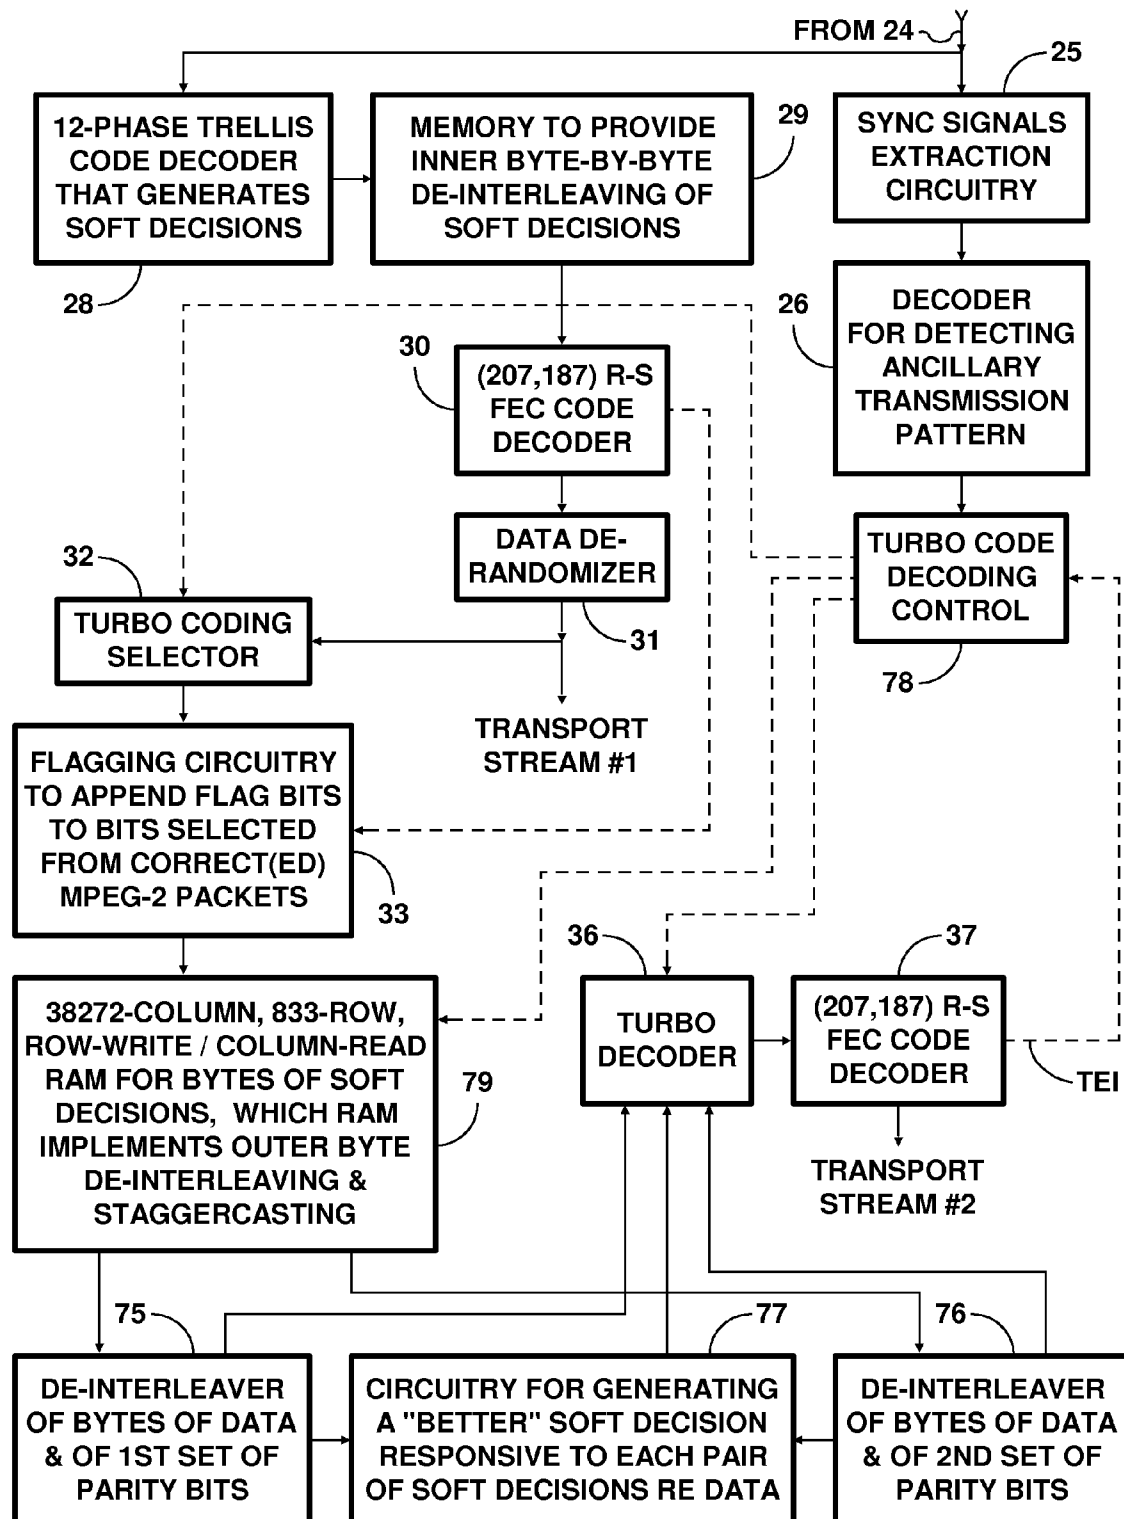 FROM 24
25
12-PHASE TRELLIS
CODE DECODER
THAT GENERATES
SOFT DECISIONS
28
MEMORY TO PROVIDE
INNER BYTE-BY-BYTE
DE-INTERLEAVING OF
SOFT DECISIONS
29
SYNC SIGNALS
EXTRACTION
CIRCUITRY
26
DECODER
FOR DETECTING
ANCILLARY
TRANSMISSION
PATTERN
30
(207,187) R-S
FEC CODE
DECODER
DATA DE-
RANDOMIZER
31
TURBO CODE
DECODING
CONTROL
78
32
TURBO CODING
SELECTOR
TRANSPORT
STREAM #1
FLAGGING CIRCUITRY
TO APPEND FLAG BITS
TO BITS SELECTED
FROM CORRECT(ED)
MPEG-2 PACKETS
33
36
TURBO
DECODER
37
(207,187) R-S
FEC CODE
DECODER
TEI
TRANSPORT
STREAM #2
38272-COLUMN, 833-ROW,
ROW-WRITE / COLUMN-READ
RAM FOR BYTES OF SOFT
DECISIONS, WHICH RAM
IMPLEMENTS OUTER BYTE
DE-INTERLEAVING &
STAGGERCASTING
79
75
DE-INTERLEAVER
OF BYTES OF DATA
& OF 1ST SET OF
PARITY BITS
77
CIRCUITRY FOR GENERATING
A "BETTER" SOFT DECISION
RESPONSIVE TO EACH PAIR
OF SOFT DECISIONS RE DATA
76
DE-INTERLEAVER
OF BYTES OF DATA
& OF 2ND SET OF
PARITY BITS